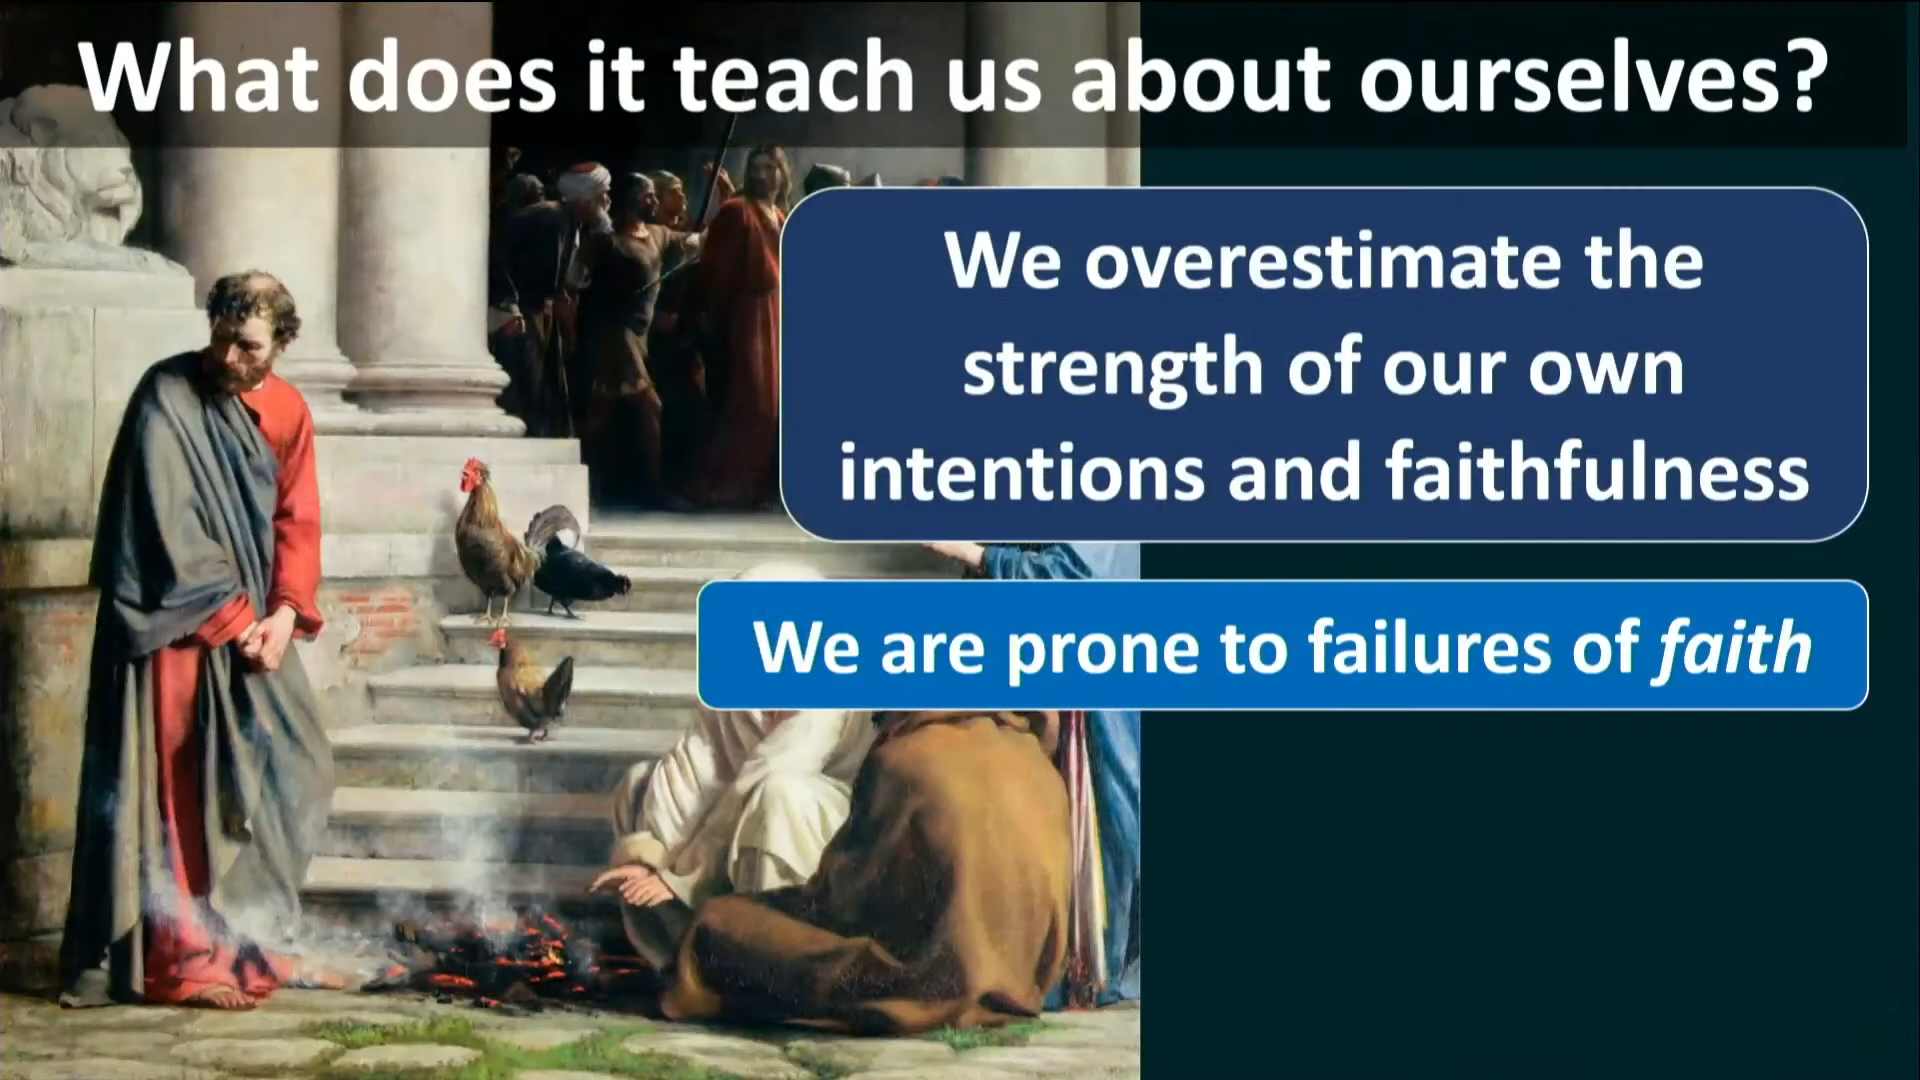 What does it teach us about ourselves?
We overestimate the
strength of our own
intentions and faithfulness
We are prone to failures of faith